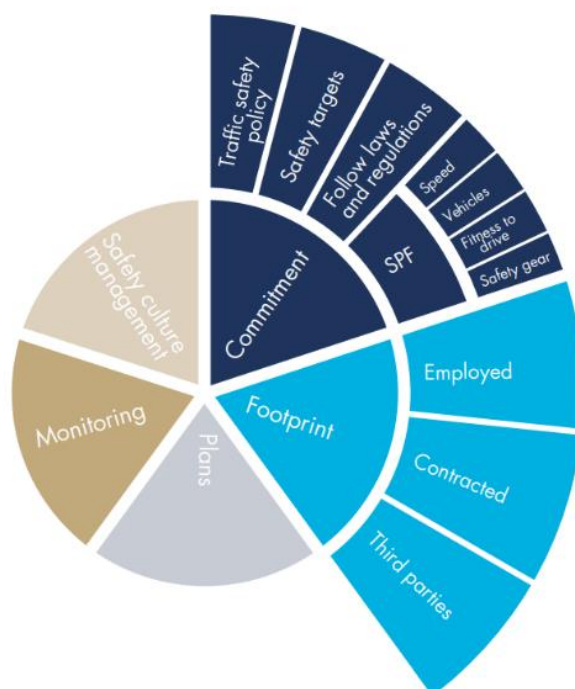 Traffic safety
policy
Safety targets
Follow laws
and regulations
Speed
Vehicles
Fitness to
drive
Safety gear
SPF
Commitment
Safety culture
management
Employed
Footprint
Monitoring
Plans
Contracted
Third parties